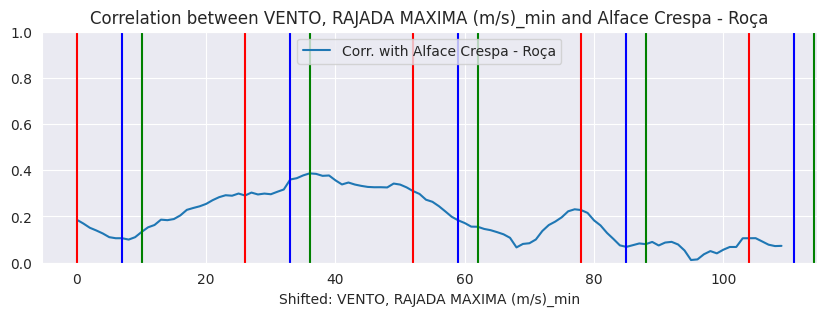 Correlation between VENTO, RAJADA MAXIMA (m/s)_min and Alface Crespa - Roça
1.0
Corr. with Alface Crespa - Roça
0.8
0.6
0.4
0.2
0.0
0 20 40 60 80 100
Shifted: VENTO, RAJADA MAXIMA (m/s)_min